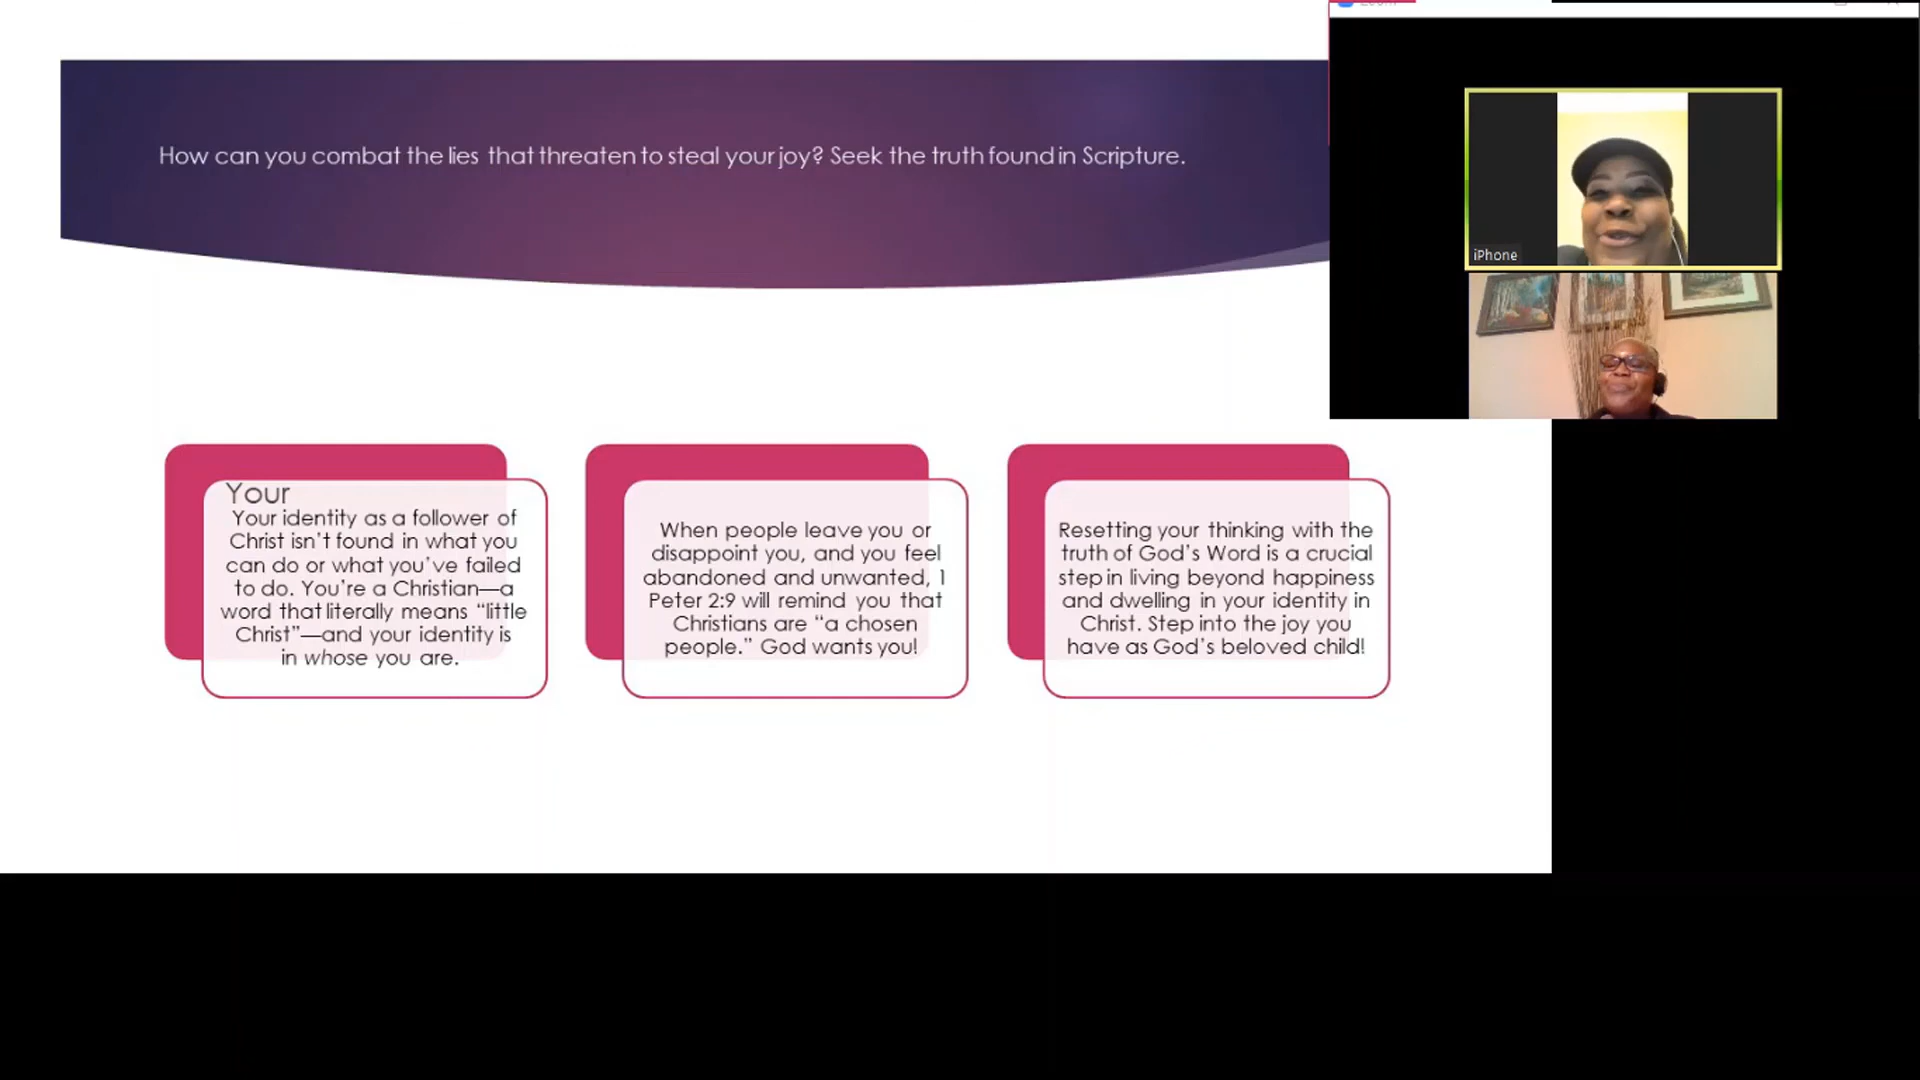 How can you combat the lies that threaten to steal your joy? Seek the truth found in Scripture.
iPhone
Your
Your identity as a follower of
Christ isn’t found in what you
can do or what you’ve failed
to do. You’re a Christian—a
word that literally means “little
Christ”—and your identity is
in whose you are.
When people leave you or
disappoint you, and you feel
abandoned and unwanted, 1
Peter 2:9 will remind you that
Christians are “a chosen
people.” God wants you!
Resetting your thinking with the
truth of God’s Word is a crucial
step in living beyond happiness
and dwelling in your identity in
Christ. Step into the joy you
have as God’s beloved child!